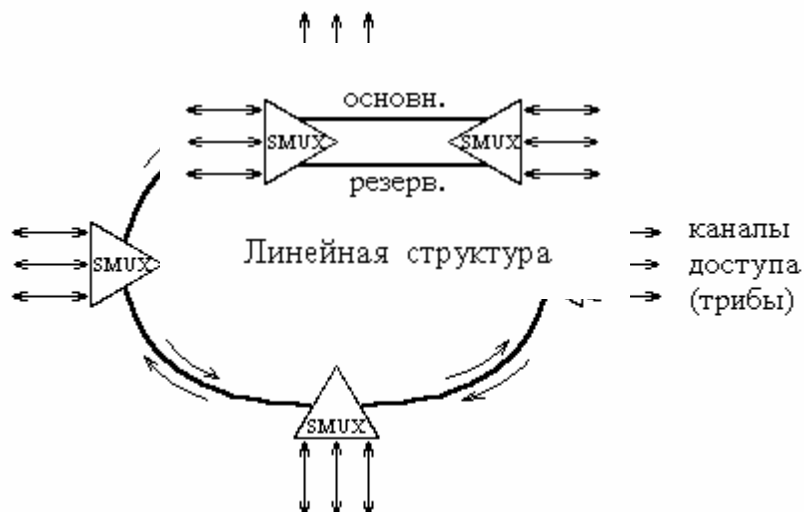 основн.
SMUX SMUX
резерв.
SMUX Линейная структура каналы
доступа
(трибы)
SMUX